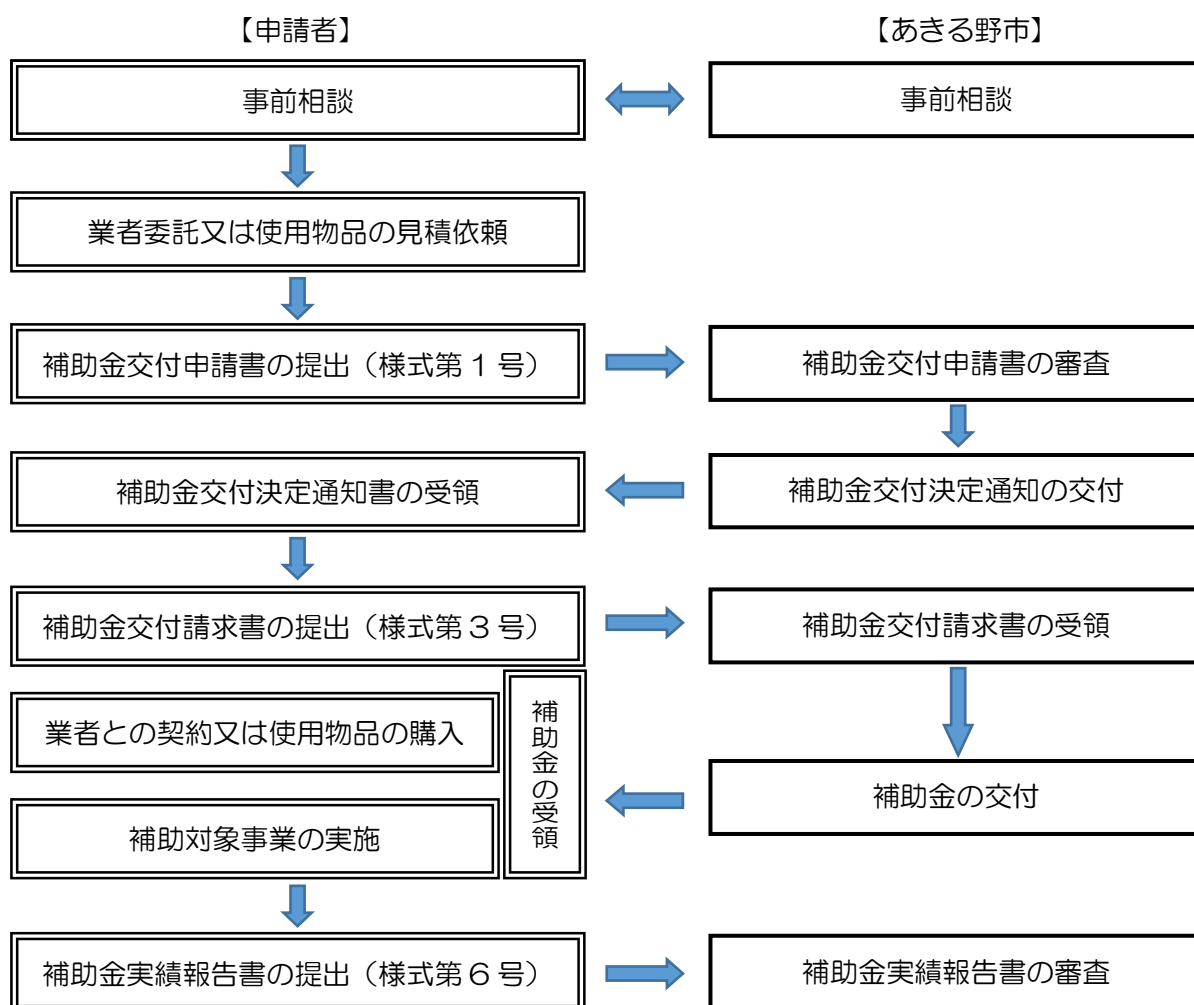 【申請者】
【あきる野市】
事前相談
事前相談
業者委託又は使用物品の見積依頼
補助金交付申請書の提出（様式第１号）
補助金交付申請書の審査
補助金交付決定通知書の受領
補助金交付決定通知の交付
補助金交付請求書の提出（様式第３号）
補助金交付請求書の受領
業者との契約又は使用物品の購入
補助金の受領
補助金の交付
補助対象事業の実施
補助金実績報告書の提出（様式第６号）
補助金実績報告書の審査